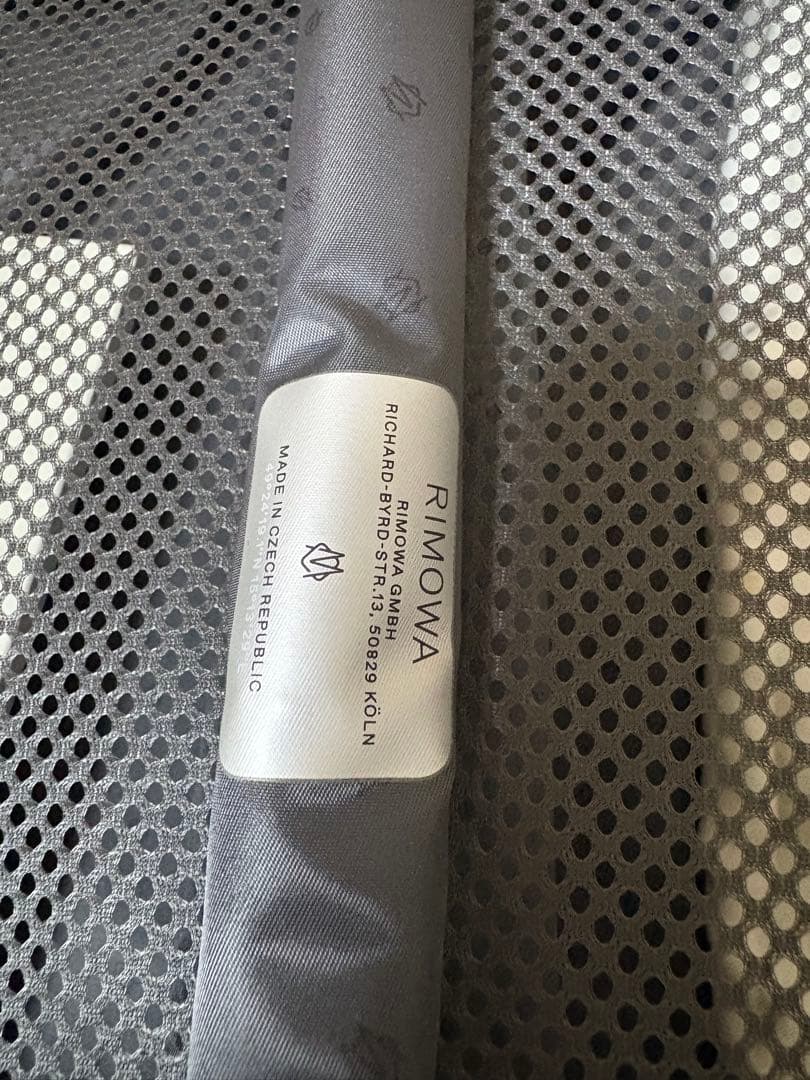 RIMOWA
RIMOWA GMBH
RICHARD-BYRD-STR.13, 50829 KÖLN
MADE IN CZECH REPUBLIC